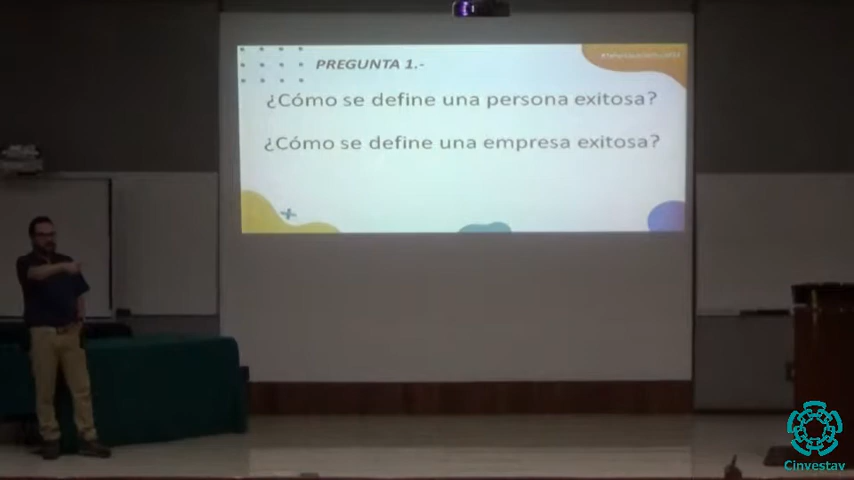 PREGUNTA 1.-
¿Cómo se define una persona exitosa?
¿Cómo se define una empresa exitosa?
Cinvestav